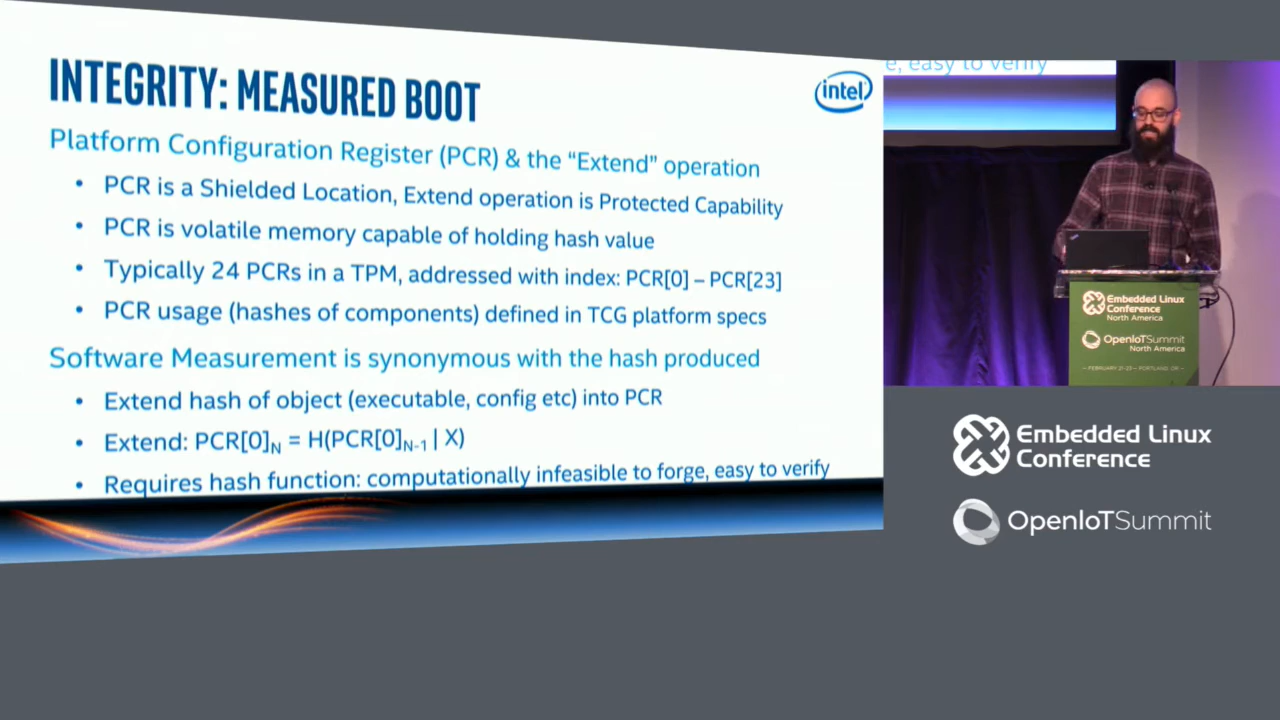 INTEGRITY: MEASURED BOOT
intel
Platform Configuration Register (PCR) & the “Extend” operation
• PCR is a Shielded Location, Extend operation is Protected Capability
• PCR is volatile memory capable of holding hash value
• Typically 24 PCRs in a TPM, addressed with index: PCR[0] – PCR[23]
• PCR usage (hashes of components) defined in TCG platform specs
Software Measurement is synonymous with the hash produced
• Extend hash of object (executable, config etc) into PCR
• Extend: PCR[0]N = H(PCR[0]N-1 | X)
• Requires hash function: computationally infeasible to forge, easy to verify
e, easy to verify
Embedded Linux
Conference
North America
OpenIoTSummit
North America
— FEBRUARY 21-23 — PORTLAND, OR —
Embedded Linux
Conference
OpenIoTSummit